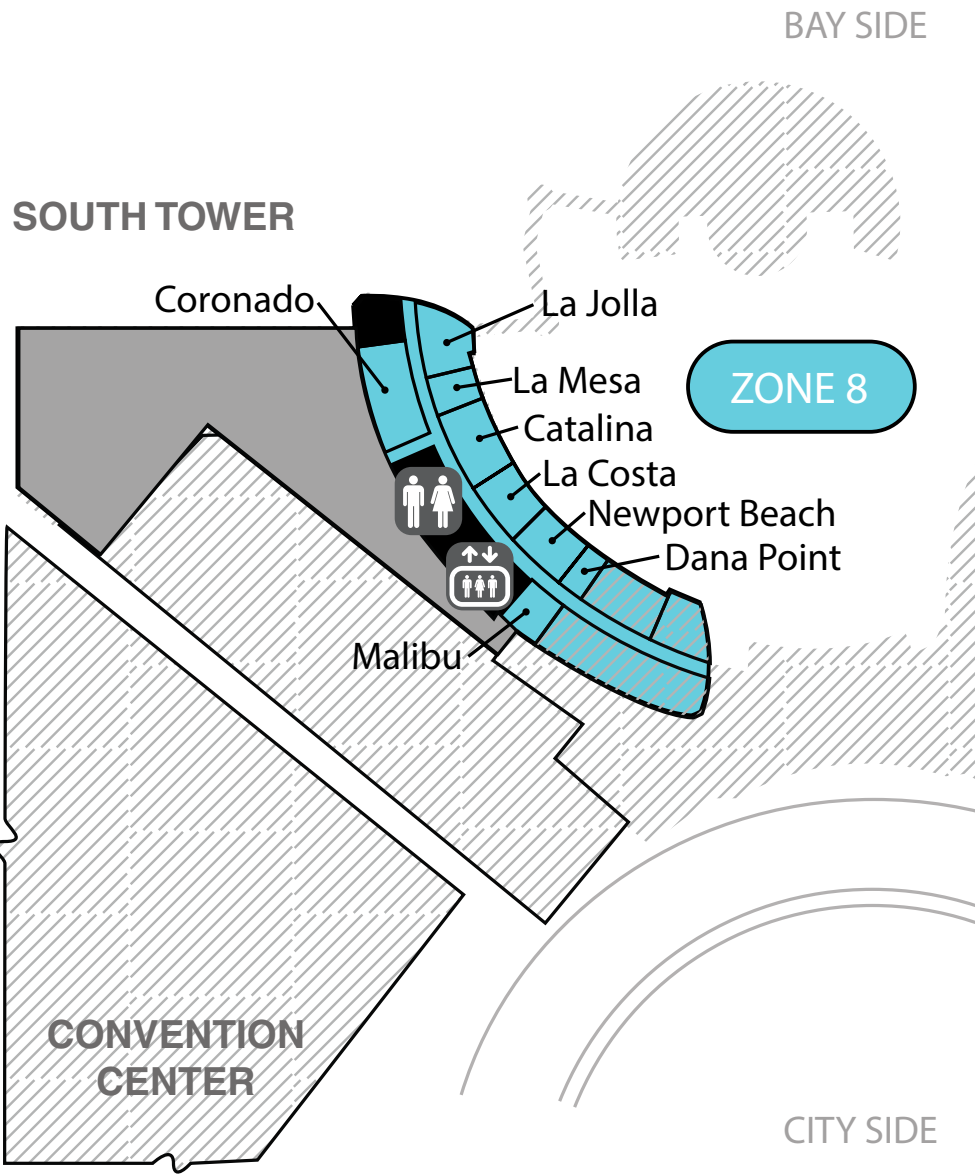 BAY SIDE
SOUTH TOWER
Coronado
La Jolla
La Mesa
ZONE 8
Catalina
La Costa
Newport Beach
Dana Point
Malibu
CONVENTION
CENTER
CITY SIDE